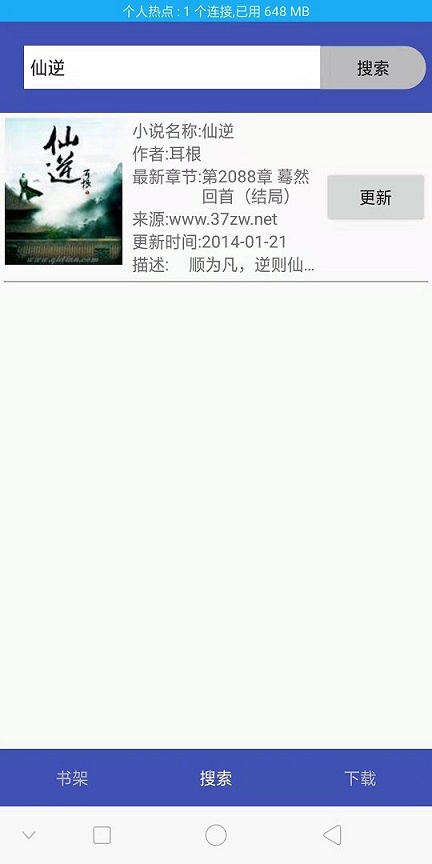 个人热点 : 1 个连接,已用 648 MB
仙逆
搜索
仙逆
耳根
小说名称:仙逆
作者:耳根
最新章节:第2088章 蓦然
回首（结局）
更新
来源:www.37zw.net
更新时间:2014-01-21
描述: 顺为凡，逆则仙…
书架
搜索
下载